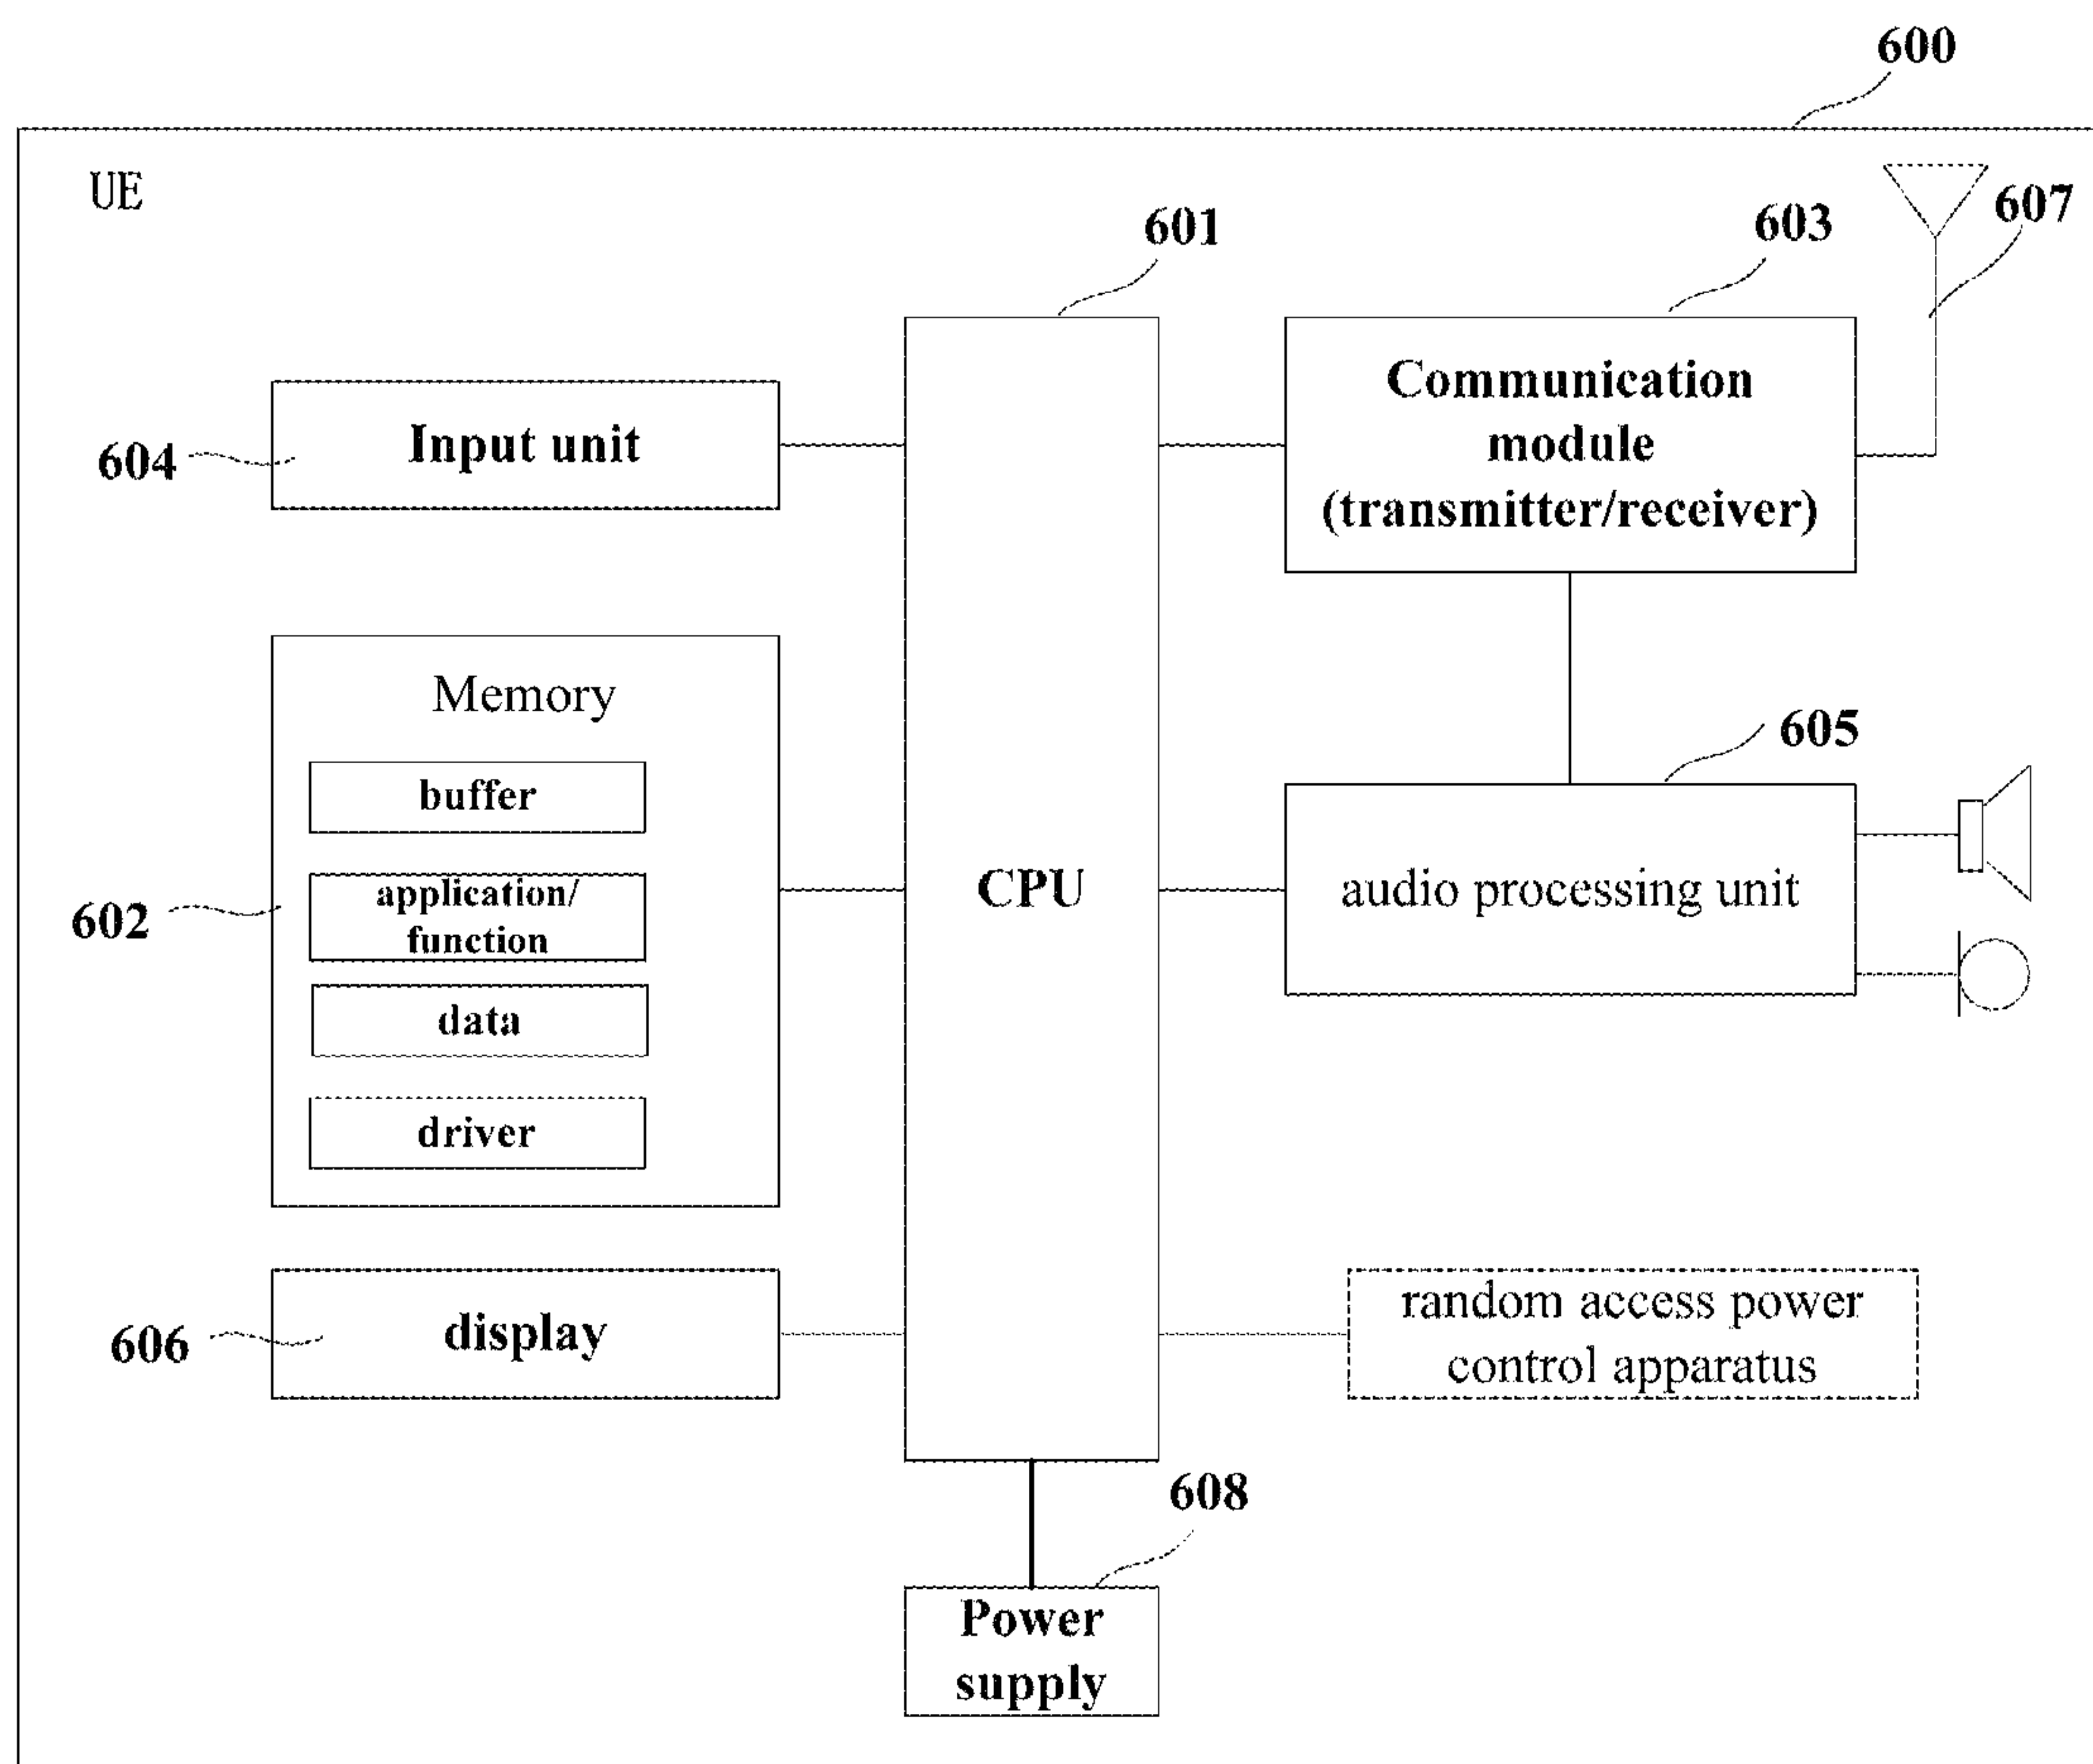 600
UE
607
601
603
Communication
module
(transmitter/receiver)
Input unit
604
Memory
buffer
application/
function
data
driver
602
CPU
605
audio processing unit
display
606
random access power
control apparatus
608
Power
supply